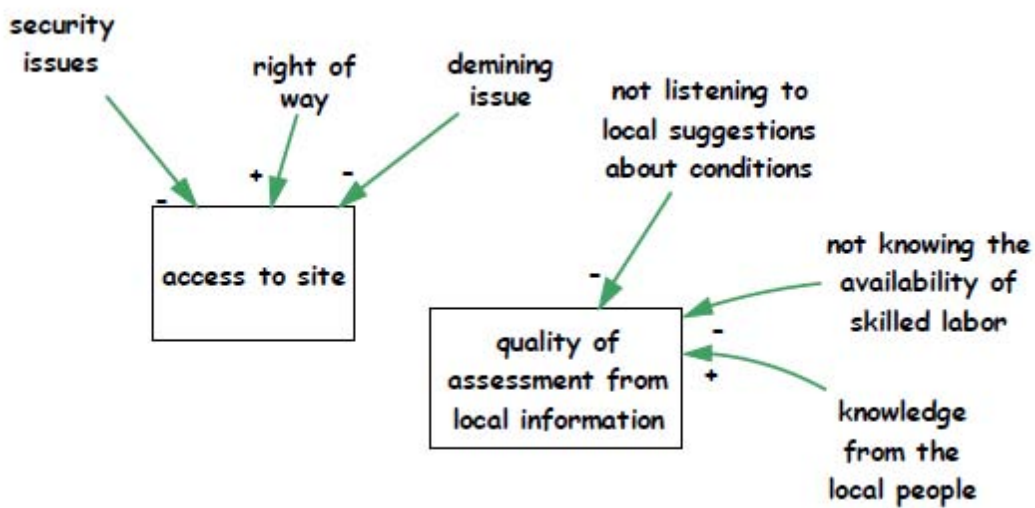 security
issues
right of
way
demining
issue
-
+
-
access to site
not listening to
local suggestions
about conditions
-
quality of
assessment from
local information
not knowing the
availability of
skilled labor
-
+
knowledge
from the
local people